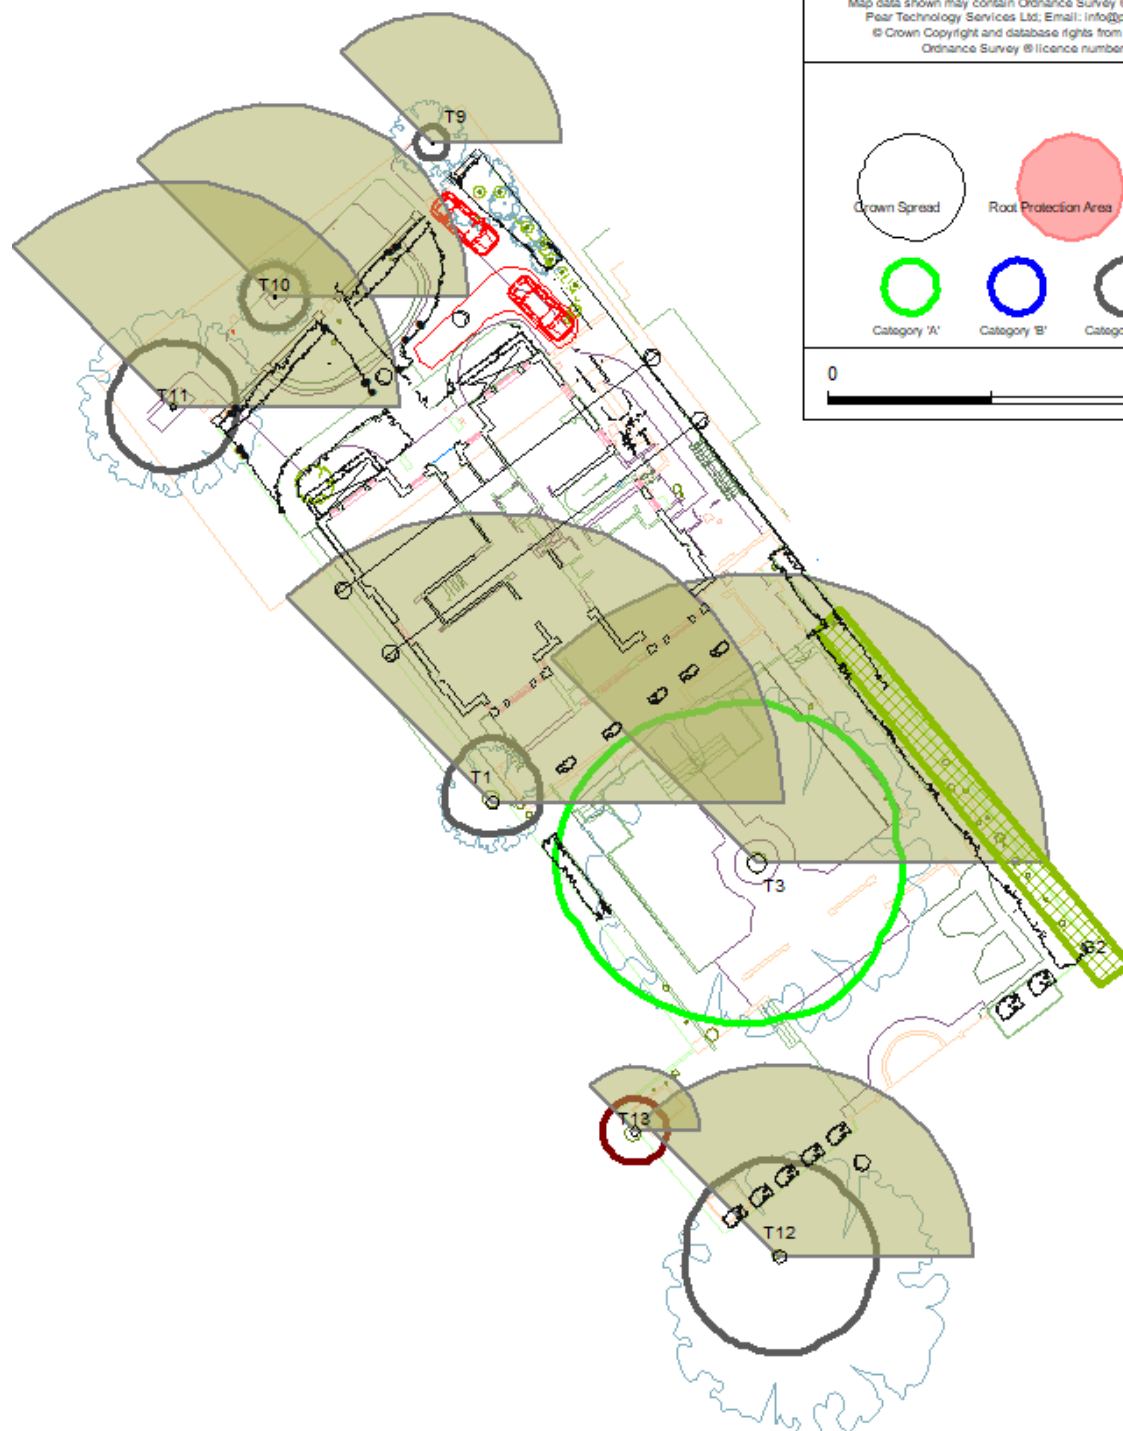 Map data shown may contain Ordnance Survey ©
Pear Technology Services Ltd; Email: info@p
© Crown Copyright and database rights from
Ordnance Survey ® licence number
Crown Spread
Root Protection Area
Category 'A'
Category 'B'
Catego
0
T9
T10
T11
T1
T3
G2
T13
T12